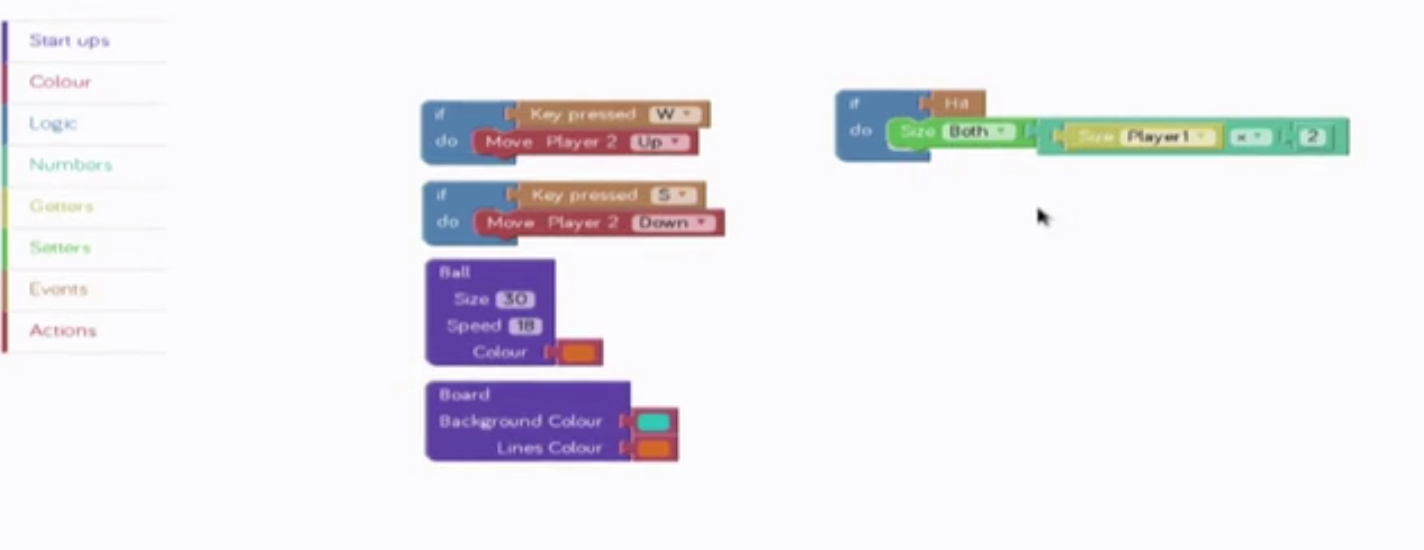 Start ups
Colour
Logic
Numbers
Getters
Setters
Events
Actions
if Key pressed W
do Move Player 2 Up
if Key pressed S
do Move Player 2 Down
Ball
Size 30
Speed 18
Colour
Board
Background Colour
Lines Colour
if Hit
do Size Both Size Player1 × 2